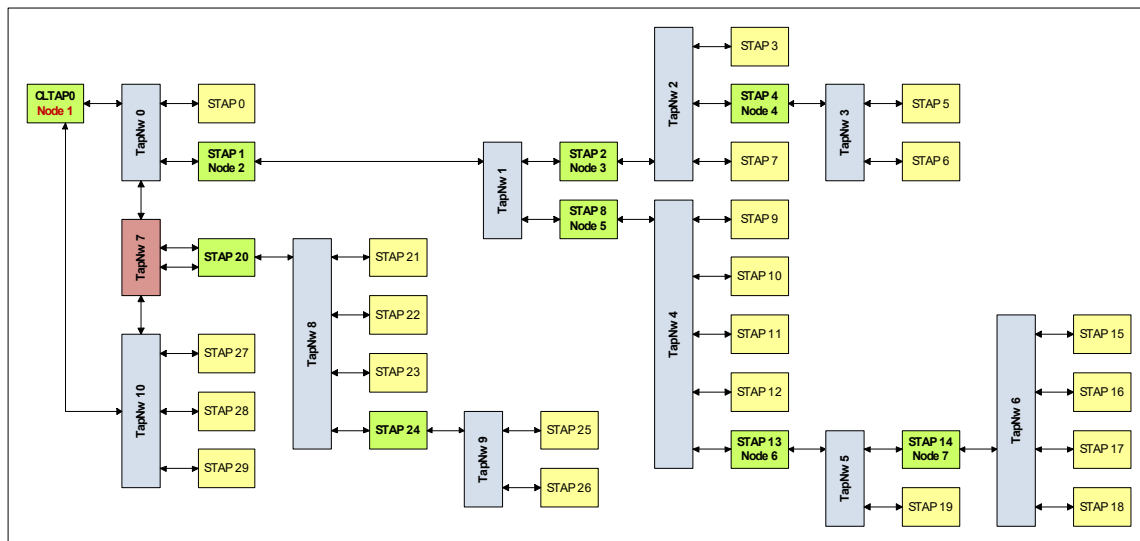 CLTAP0
Node 1
TapNw 0
STAP 0
STAP 1
Node 2
TapNw 7
STAP 20
TapNw 10
STAP 27
STAP 28
STAP 29
TapNw 8
STAP 21
STAP 22
STAP 23
STAP 24
TapNw 9
STAP 25
STAP 26
TapNw 1
STAP 2
Node 3
STAP 8
Node 5
TapNw 2
STAP 3
STAP 4
Node 4
STAP 7
TapNw 3
STAP 5
STAP 6
TapNw 4
STAP 9
STAP 10
STAP 11
STAP 12
STAP 13
Node 6
TapNw 5
STAP 14
Node 7
STAP 19
TapNw 6
STAP 15
STAP 16
STAP 17
STAP 18